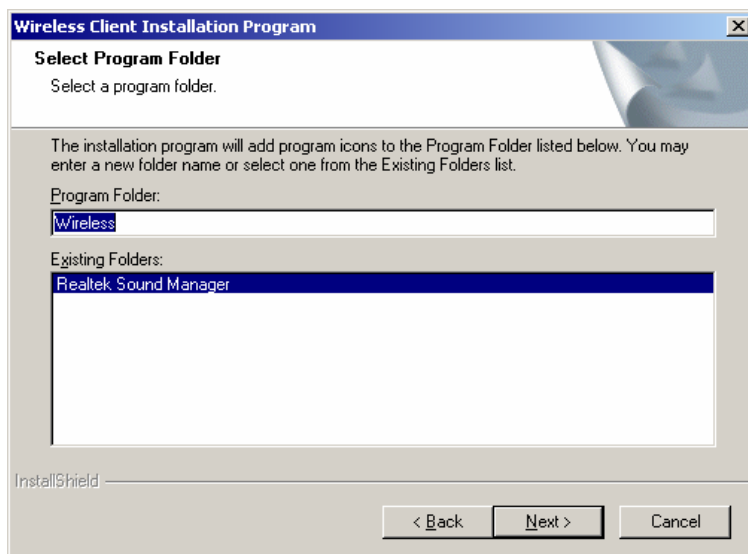 Wireless Client Installation Program
Select Program Folder
Select a program folder.
The installation program will add program icons to the Program Folder listed below. You may
enter a new folder name or select one from the Existing Folders list.
Program Folder:
Wireless
Existing Folders:
Realtek Sound Manager
InstallShield
< Back Next > Cancel